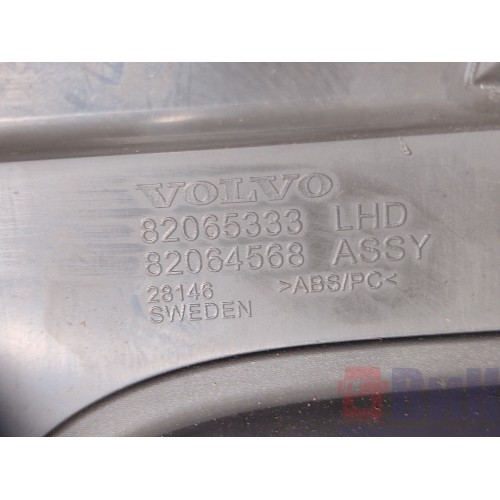 VOLVO
82065333 LHD
82064568 ASSY
28146 >ABS/PC<
SWEDEN